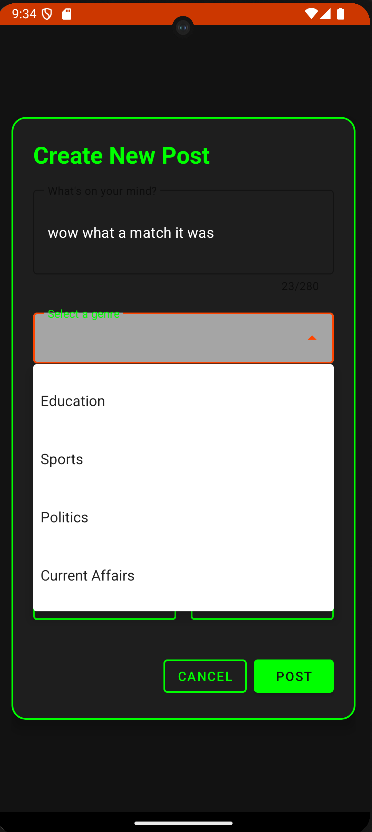 9:34
Create New Post
What's on your mind?
wow what a match it was
23/280
Select a genre
Education
Sports
Politics
Current Affairs
CANCEL
POST